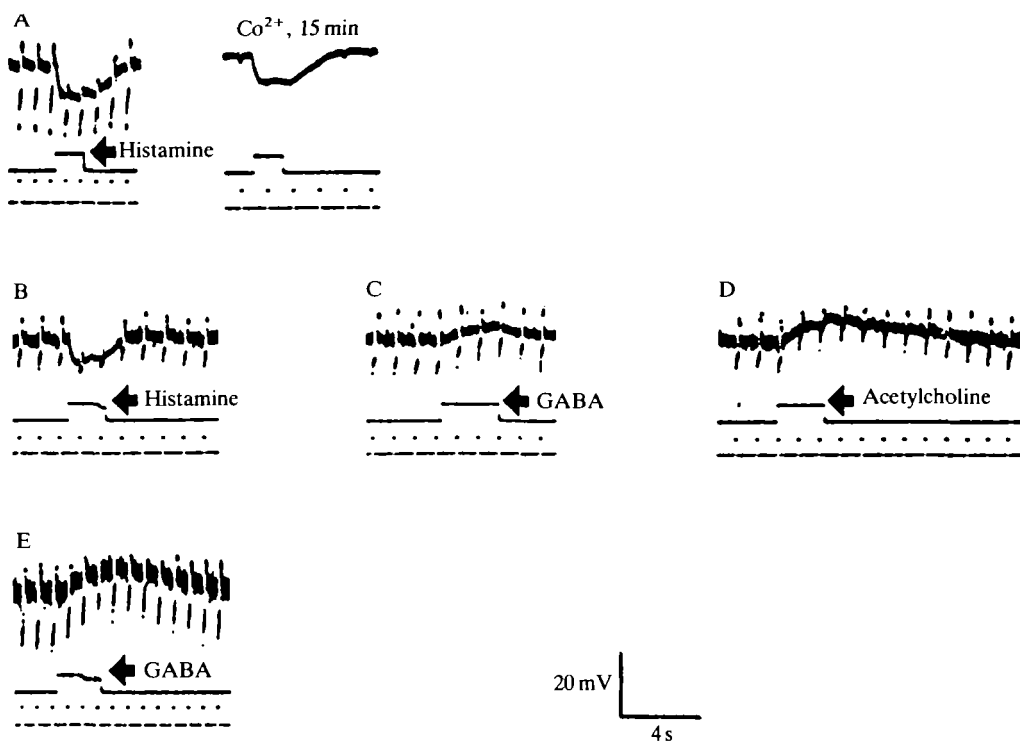 A
Co²⁺, 15 min
Histamine
B
C
D
Histamine
GABA
Acetylcholine
E
GABA
20 mV
4 s